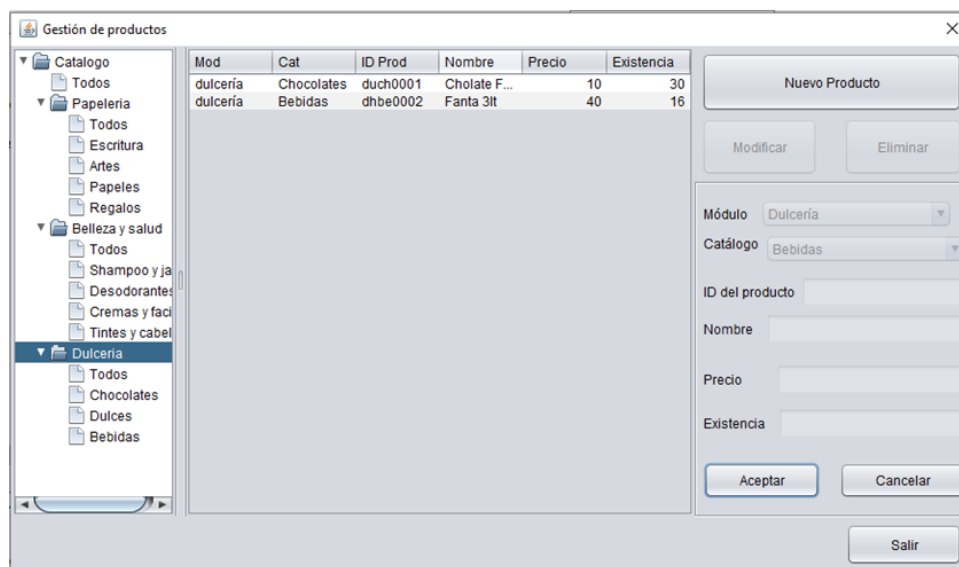 Gestión de productos
Catalogo
Todos
Papeleria
Todos
Escritura
Artes
Papeles
Regalos
Belleza y salud
Todos
Shampoo y ja
Desodorantes
Cremas y faci
Tintes y cabel
Dulceria
Todos
Chocolates
Dulces
Bebidas
Mod Cat ID Prod Nombre Precio Existencia
dulcería Chocolates duch0001 Cholate F... 10 30
dulcería Bebidas dhbe0002 Fanta 3lt 40 16
Nuevo Producto
Modificar Eliminar
Módulo Dulcería
Catálogo Bebidas
ID del producto
Nombre
Precio
Existencia
Aceptar Cancelar
Salir